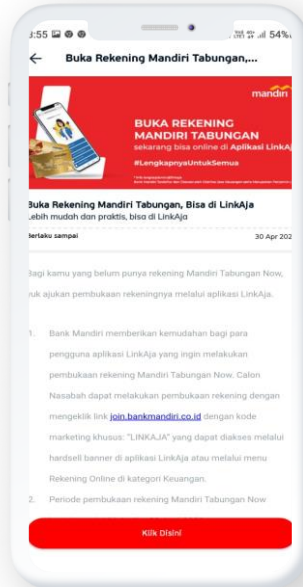 3:55 54%
Buka Rekening Mandiri Tabungan,...
mandiri
BUKA REKENING
MANDIRI TABUNGAN
sekarang bisa online di Aplikasi LinkAj
#LengkapnyaUntukSemua
Buka Rekening Mandiri Tabungan, Bisa di LinkAja
Lebih mudah dan praktis, bisa di LinkAja
Berlaku sampai 30 Apr 202
Bagi kamu yang belum punya rekening Mandiri Tabungan Now,
yuk ajukan pembukaan rekeningnya melalui aplikasi LinkAja.
1. Bank Mandiri memberikan kemudahan bagi para
pengguna aplikasi LinkAja yang ingin melakukan
pembukaan rekening Mandiri Tabungan Now. Calon
Nasabah dapat melakukan pembukaan rekening dengan
mengeklik link join.bankmandiri.co.id dengan kode
marketing khusus: "LINKAJA" yang dapat diakses melalui
hardsell banner di aplikasi LinkAja atau melalui menu
Rekening Online di kategori Keuangan.
2. Periode pembukaan rekening Mandiri Tabungan Now
Klik Disini